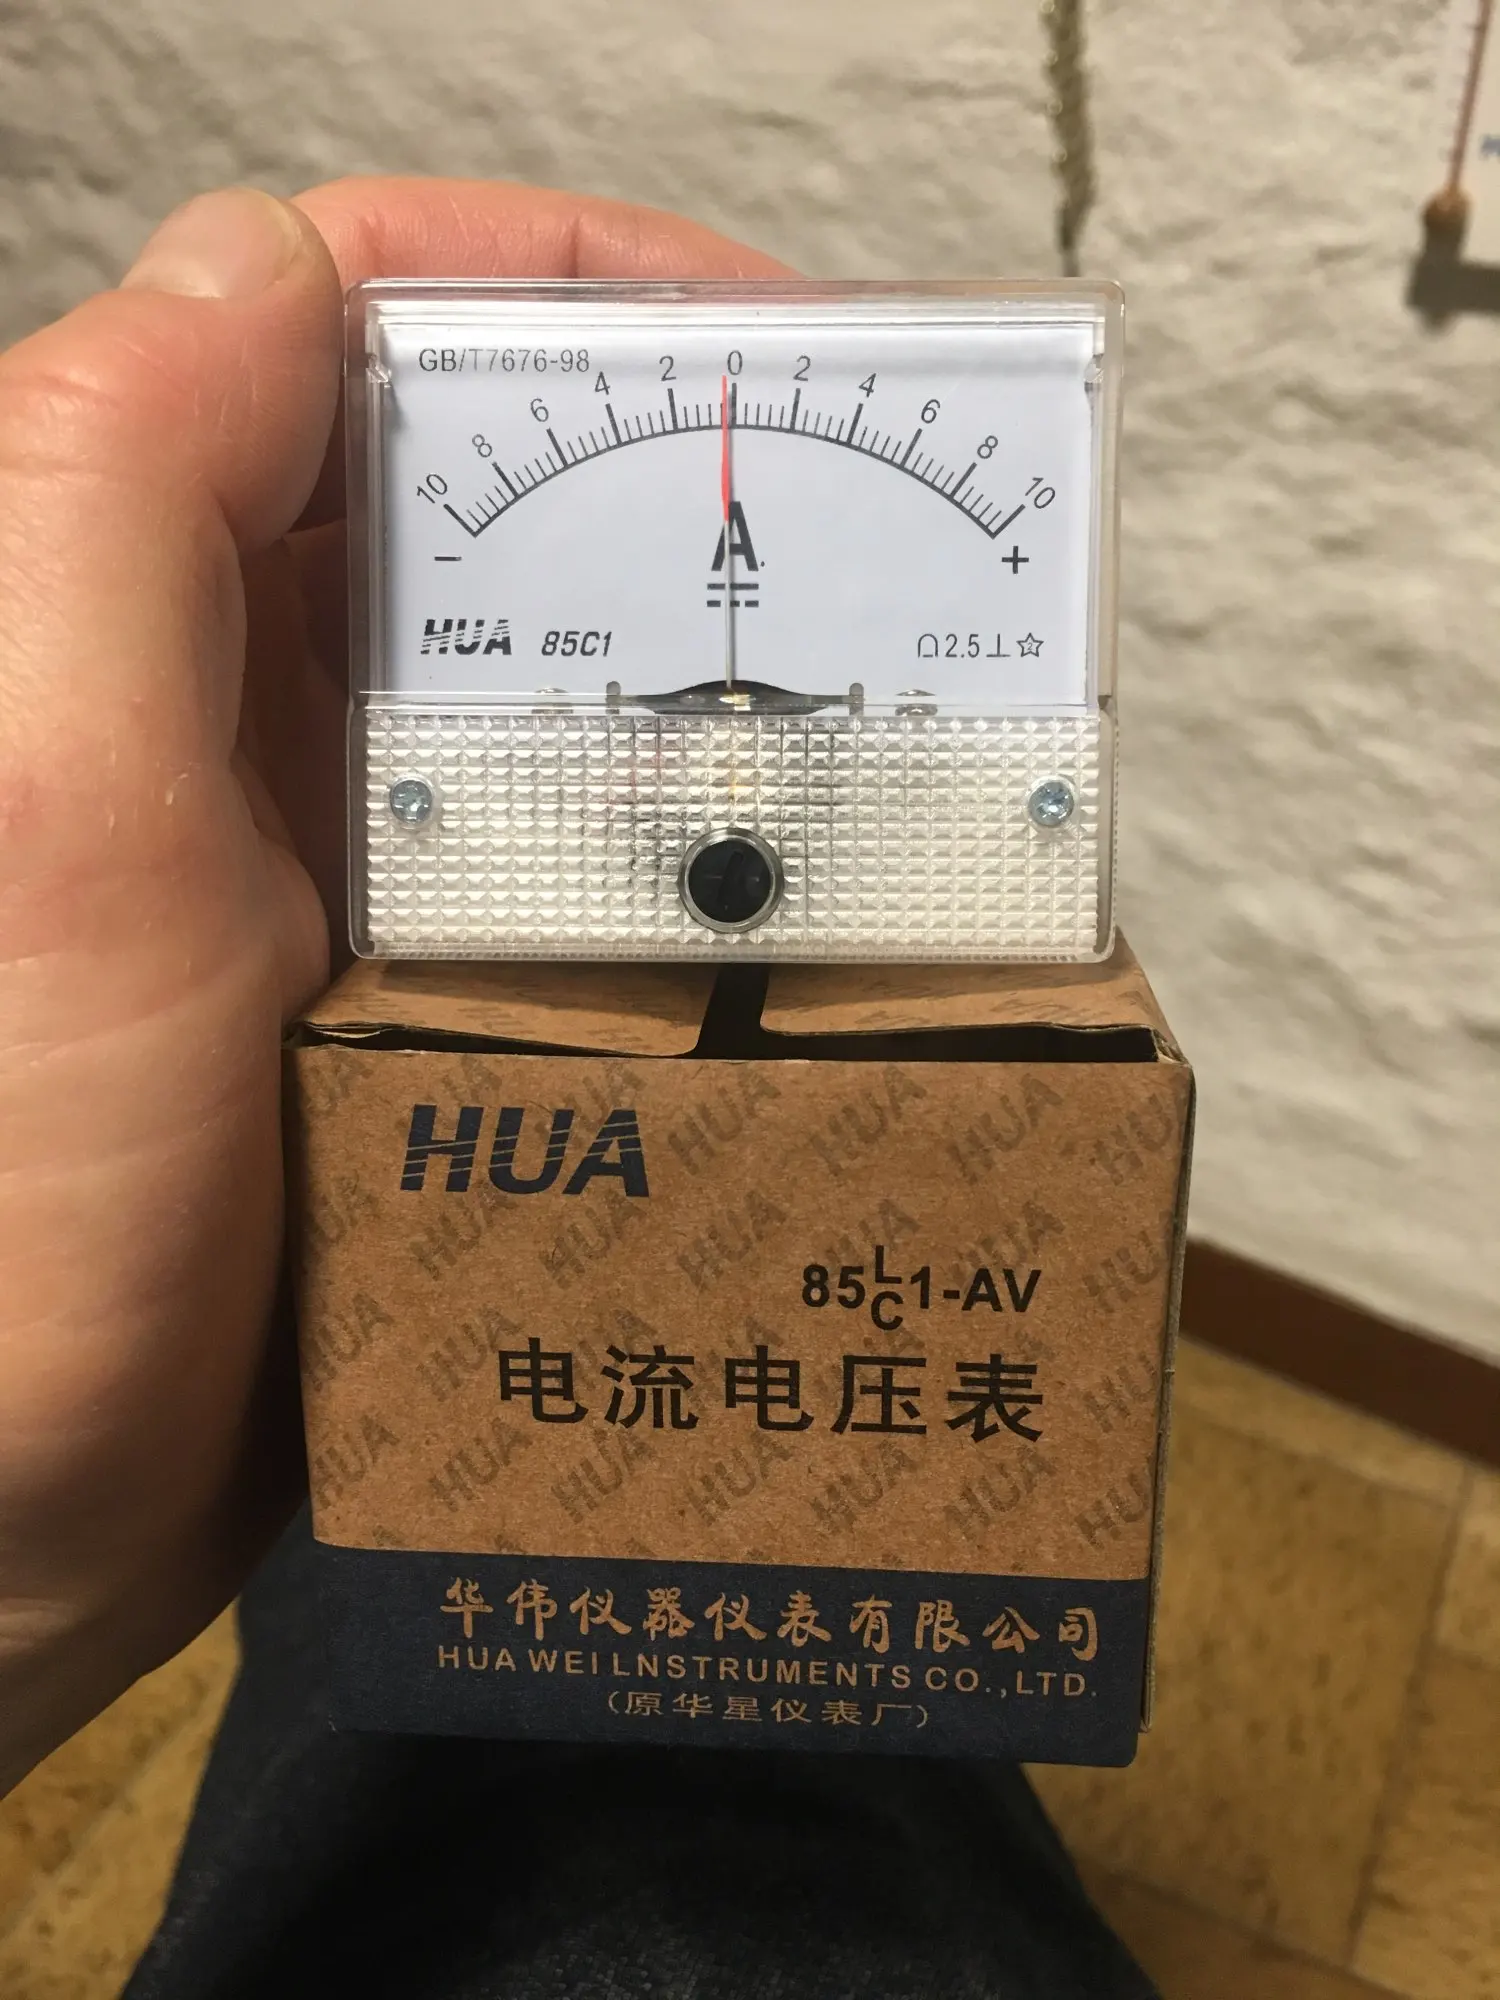 GB/T7676-98
10 8 6 4 2 0 2 4 6 8 10
− +
A
HUA 85C1
2.5
HUA
85L/C1-AV
电流电压表
华伟仪器仪表有限公司
HUA WEI LNSTRUMENTS CO.,LTD.
(原华星仪表厂)